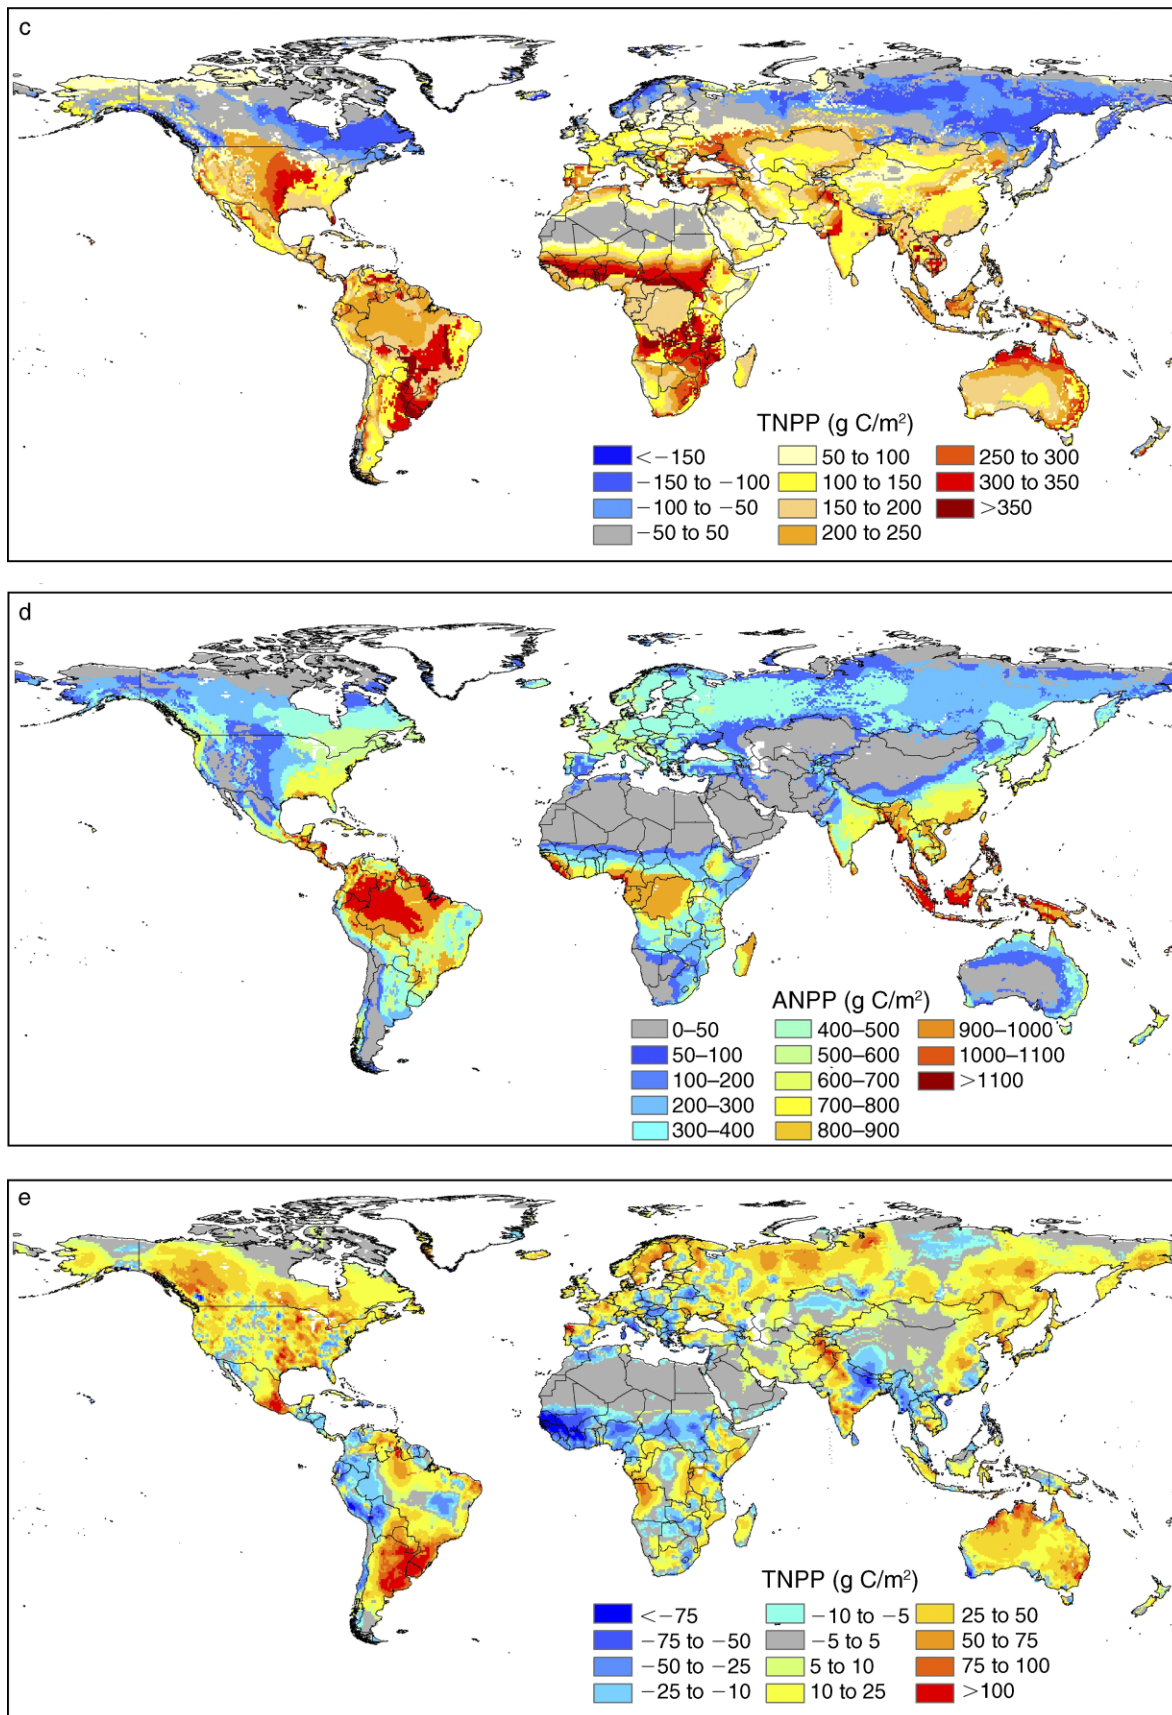 c
TNPP (g C/m²)
<−150
−150 to −100
−100 to −50
−50 to 50
50 to 100
100 to 150
150 to 200
200 to 250
250 to 300
300 to 350
>350
d
ANPP (g C/m²)
0–50
50–100
100–200
200–300
300–400
400–500
500–600
600–700
700–800
800–900
900–1000
1000–1100
>1100
e
TNPP (g C/m²)
<−75
−75 to −50
−50 to −25
−25 to −10
−10 to −5
−5 to 5
5 to 10
10 to 25
25 to 50
50 to 75
75 to 100
>100